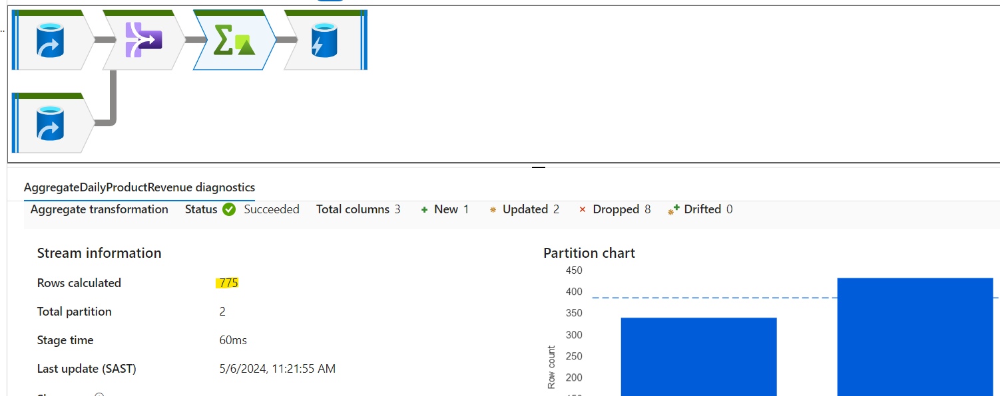 AggregateDailyProductRevenue diagnostics
Aggregate transformation Status Succeeded Total columns 3 + New 1 Updated 2 × Dropped 8 Drifted 0
Stream information
Rows calculated 775
Total partition 2
Stage time 60ms
Last update (SAST) 5/6/2024, 11:21:55 AM
Partition chart
450
400
350
300
250
200
Row count